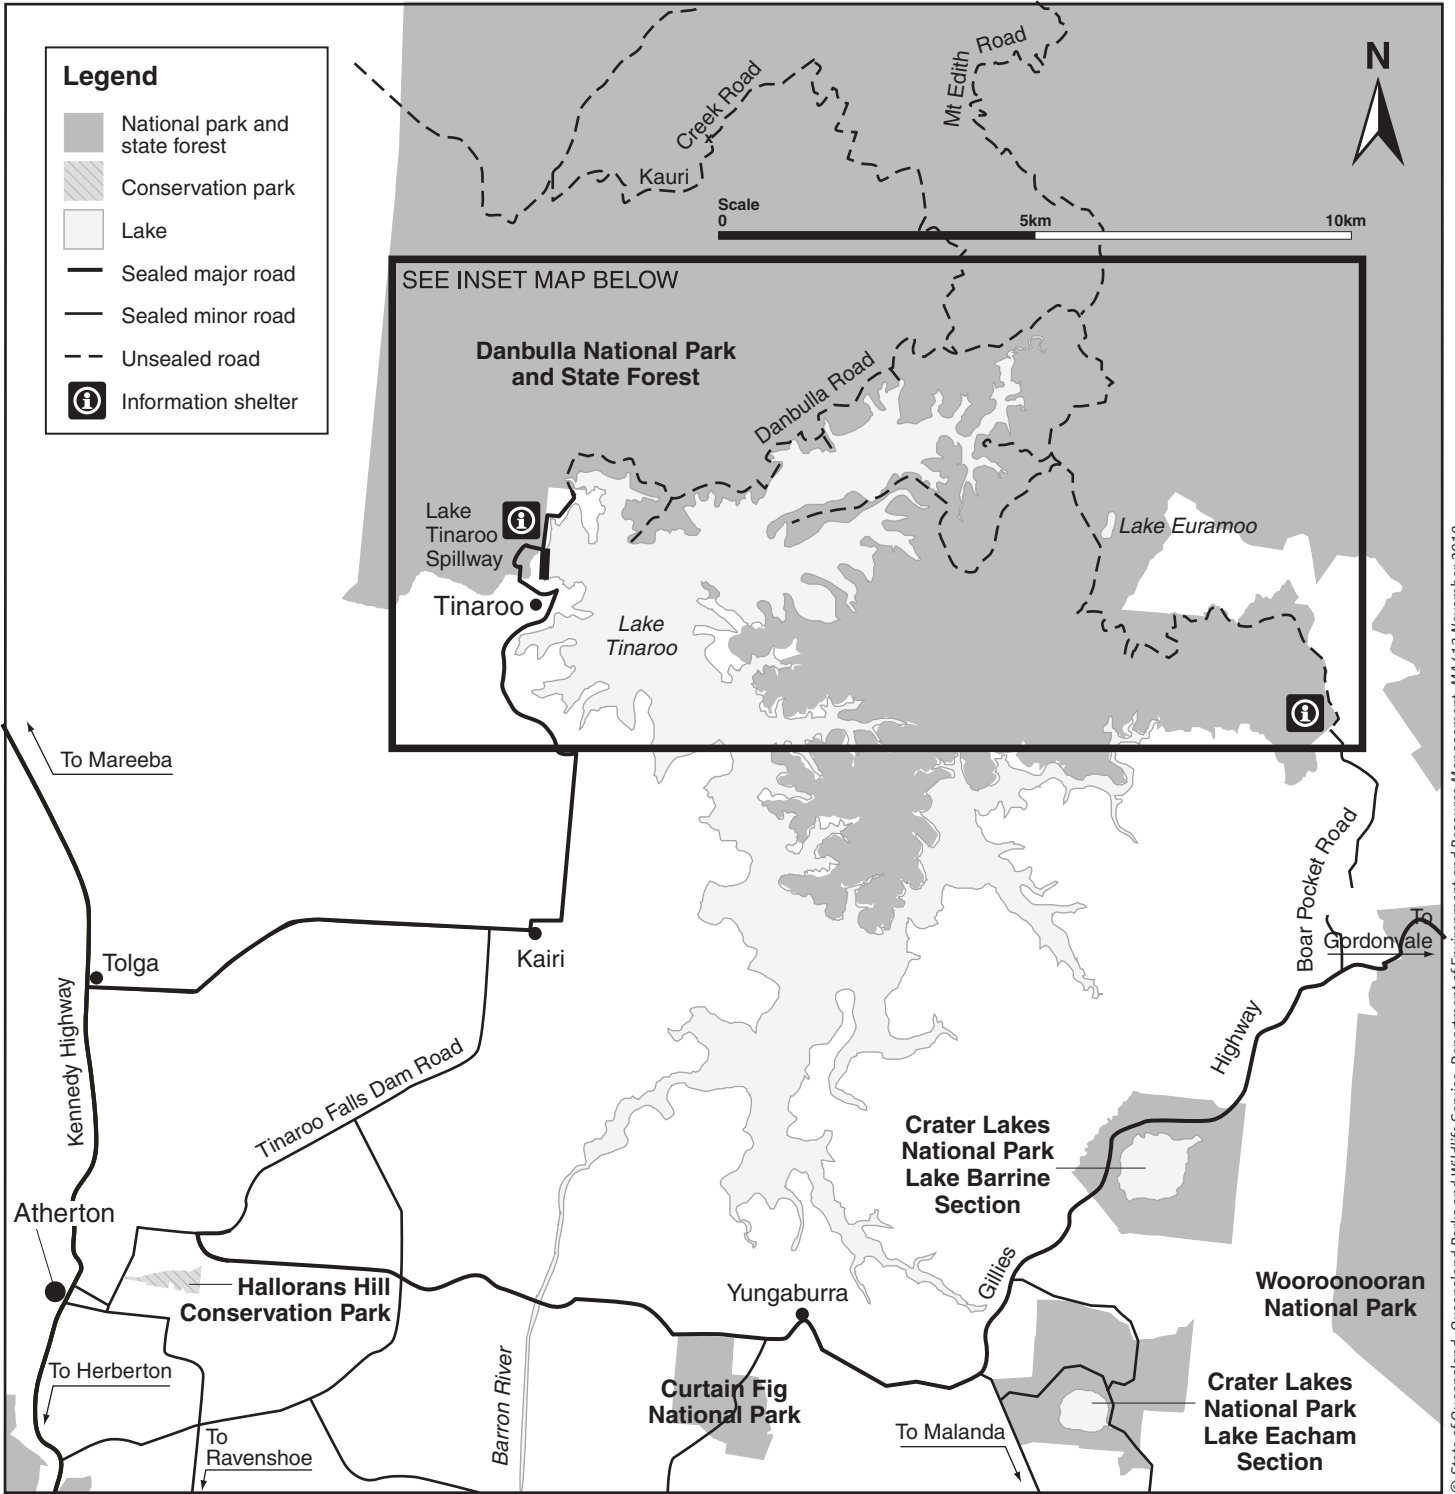 Legend
National park and
state forest
Conservation park
Lake
Sealed major road
Sealed minor road
Unsealed road
Information shelter
N
Mt Edith
Road
Creek Road
Kauri
Scale
0
5km
10km
SEE INSET MAP BELOW
Danbulla National Park
and State Forest
Danbulla Road
Lake
Tinaroo
Spillway
Tinaroo
Lake
Tinaroo
Lake Euramoo
To Mareeba
Boar Pocket Road
To
Gordonvale
Tolga
Kairi
Kennedy Highway
Tinaroo Falls Dam Road
Highway
Gillies
Crater Lakes
National Park
Lake Barrine
Section
Atherton
Hallorans Hill
Conservation Park
Yungaburra
Wooroonooran
National Park
To Herberton
Barron River
Curtain Fig
National Park
Crater Lakes
National Park
Lake Eacham
Section
To
Ravenshoe
To Malanda